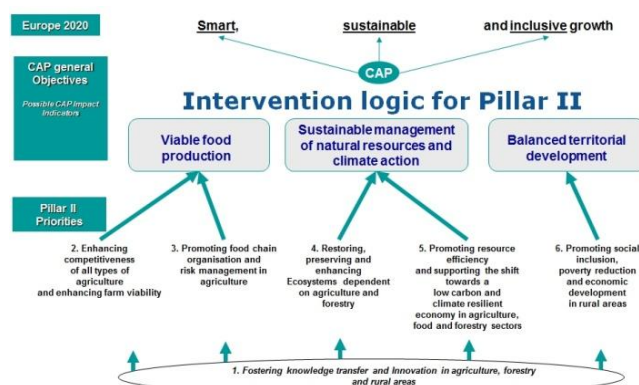 Europe 2020
Smart,
sustainable
and inclusive growth
CAP general
Objectives
Possible CAP Impact
Indicators
CAP
Intervention logic for Pillar II
Viable food
production
Sustainable management
of natural resources and
climate action
Balanced territorial
development
Pillar II
Priorities
2. Enhancing
competitiveness
of all types of
agriculture
and enhancing farm viability
3. Promoting food chain
organisation and
risk management in
agriculture
4. Restoring,
preserving and
enhancing
Ecosystems dependent
on agriculture and
forestry
5. Promoting resource
efficiency
and supporting the shift
towards a
low carbon and
climate resilient
economy in agriculture,
food and forestry sectors
6. Promoting social
inclusion,
poverty reduction
and economic
development
in rural areas
1. Fostering knowledge transfer and Innovation in agriculture, forestry
and rural areas